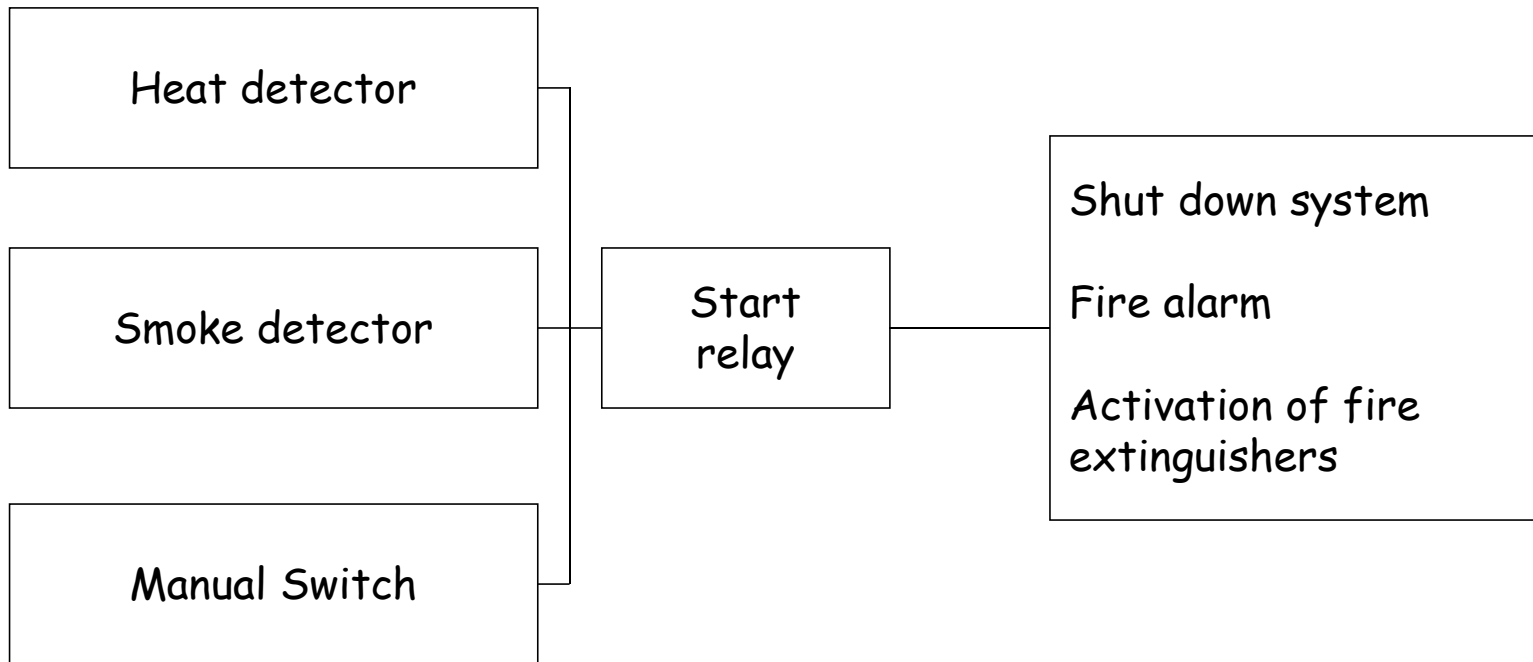 Heat detector
Smoke detector
Manual Switch
Start
relay
Shut down system
Fire alarm
Activation of fire
extinguishers